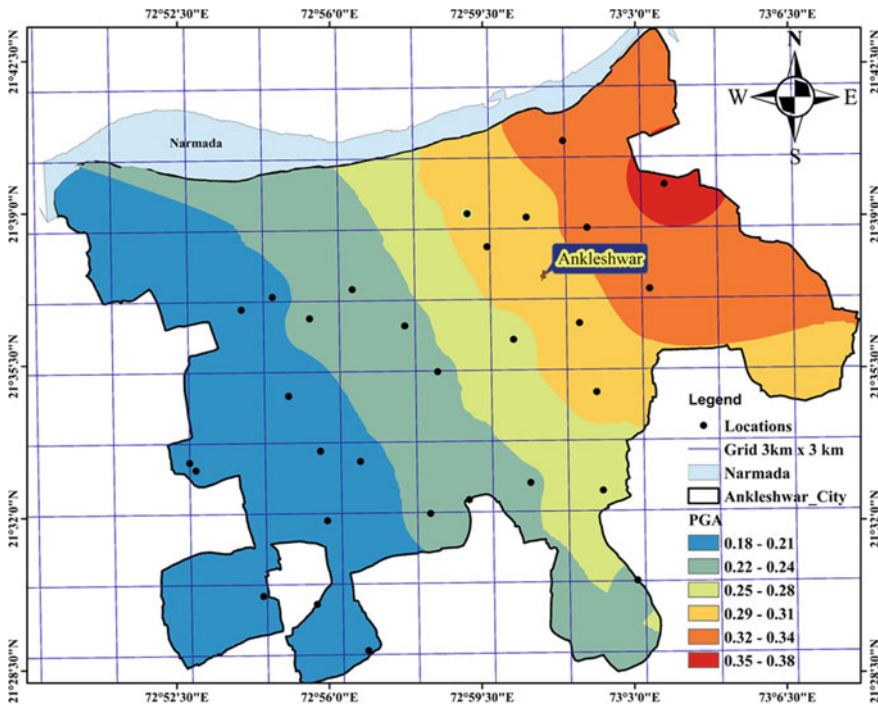 72°52'30"E 72°56'0"E 72°59'30"E 73°3'0"E 73°6'30"E
21°42'30"N
21°42'30"N
N
W E
S
Narmada
21°39'0"N
21°39'0"N
Ankleshwar
21°35'30"N
21°35'30"N
Legend
Locations
Grid 3km x 3 km
Narmada
Ankleshwar_City
PGA
0.18 - 0.21
0.22 - 0.24
0.25 - 0.28
0.29 - 0.31
0.32 - 0.34
0.35 - 0.38
21°32'0"N
21°32'0"N
21°28'30"N
21°28'30"N
72°52'30"E 72°56'0"E 72°59'30"E 73°3'0"E 73°6'30"E